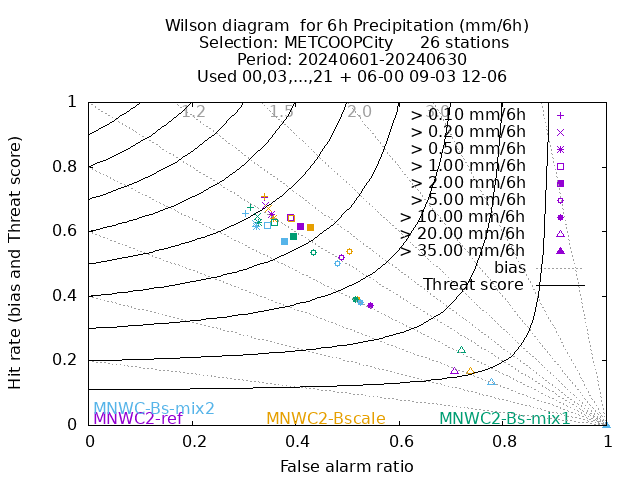 Wilson diagram  for 6h Precipitation (mm/6h)
Selection: METCOOPCity     26 stations
Period: 20240601-20240630
Used 00,03,...,21 + 06-00 09-03 12-06
1.2 1.5 2.0 3.0
> 0.10 mm/6h
> 0.20 mm/6h
> 0.50 mm/6h
> 1.00 mm/6h
> 2.00 mm/6h
> 5.00 mm/6h
> 10.00 mm/6h
> 20.00 mm/6h
> 35.00 mm/6h
bias
Threat score
1
0.8
0.6
0.4
0.2
0
Hit rate (bias and Threat score)
MNWC-Bs-mix2
MNWC2-ref MNWC2-Bscale MNWC2-Bs-mix1
0 0.2 0.4 0.6 0.8 1
False alarm ratio